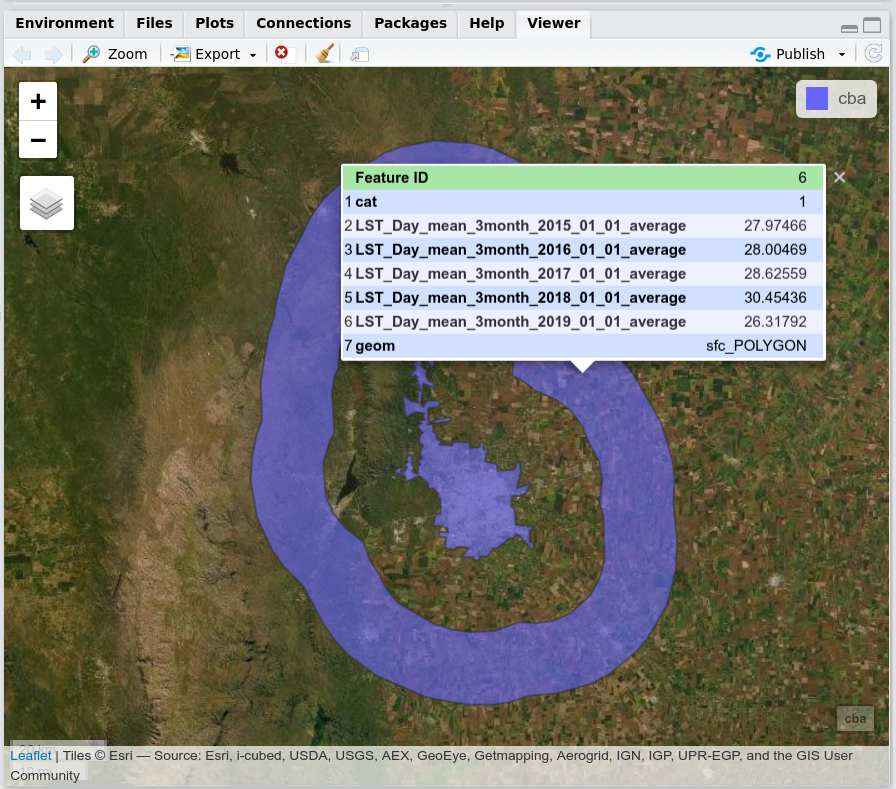 Environment Files Plots Connections Packages Help Viewer
Zoom Export Publish
+
−
cba
Feature ID 6
1 cat 1
2 LST_Day_mean_3month_2015_01_01_average 27.97466
3 LST_Day_mean_3month_2016_01_01_average 28.00469
4 LST_Day_mean_3month_2017_01_01_average 28.62559
5 LST_Day_mean_3month_2018_01_01_average 30.45436
6 LST_Day_mean_3month_2019_01_01_average 26.31792
7 geom sfc_POLYGON
cba
Leaflet | Tiles © Esri — Source: Esri, i-cubed, USDA, USGS, AEX, GeoEye, Getmapping, Aerogrid, IGN, IGP, UPR-EGP, and the GIS User
Community